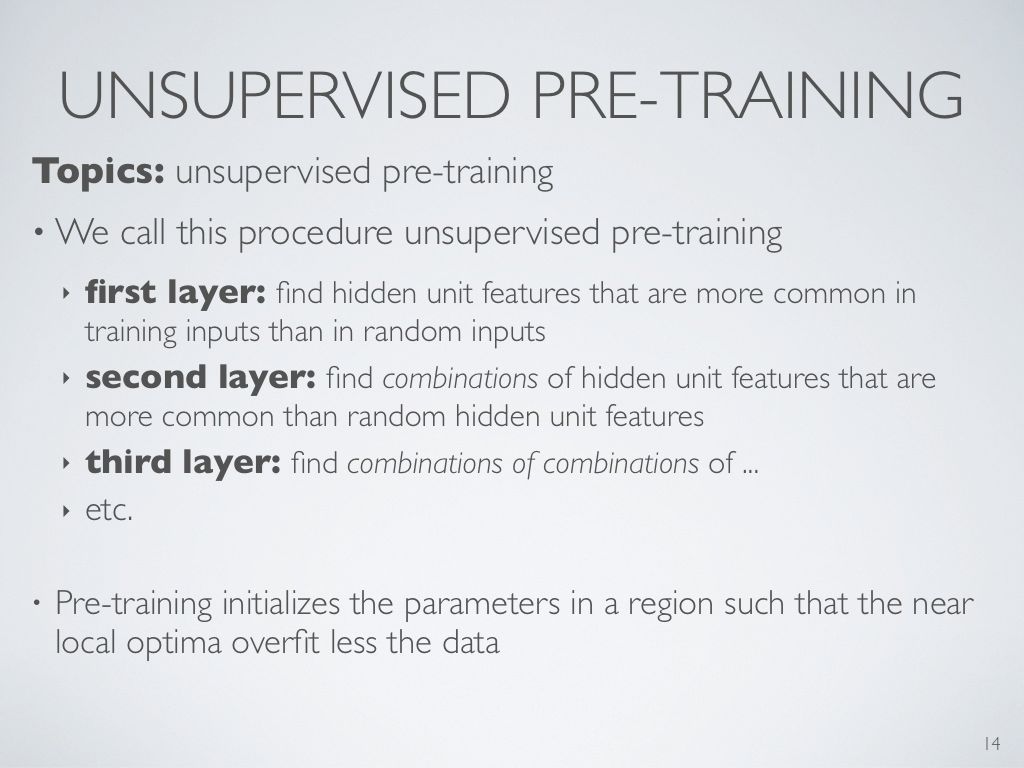 UNSUPERVISED PRE-TRAINING
Topics: unsupervised pre-training
• We call this procedure unsupervised pre-training
‣ first layer: find hidden unit features that are more common in
training inputs than in random inputs
‣ second layer: find combinations of hidden unit features that are
more common than random hidden unit features
‣ third layer: find combinations of combinations of ...
‣ etc.
• Pre-training initializes the parameters in a region such that the near
local optima overfit less the data
14